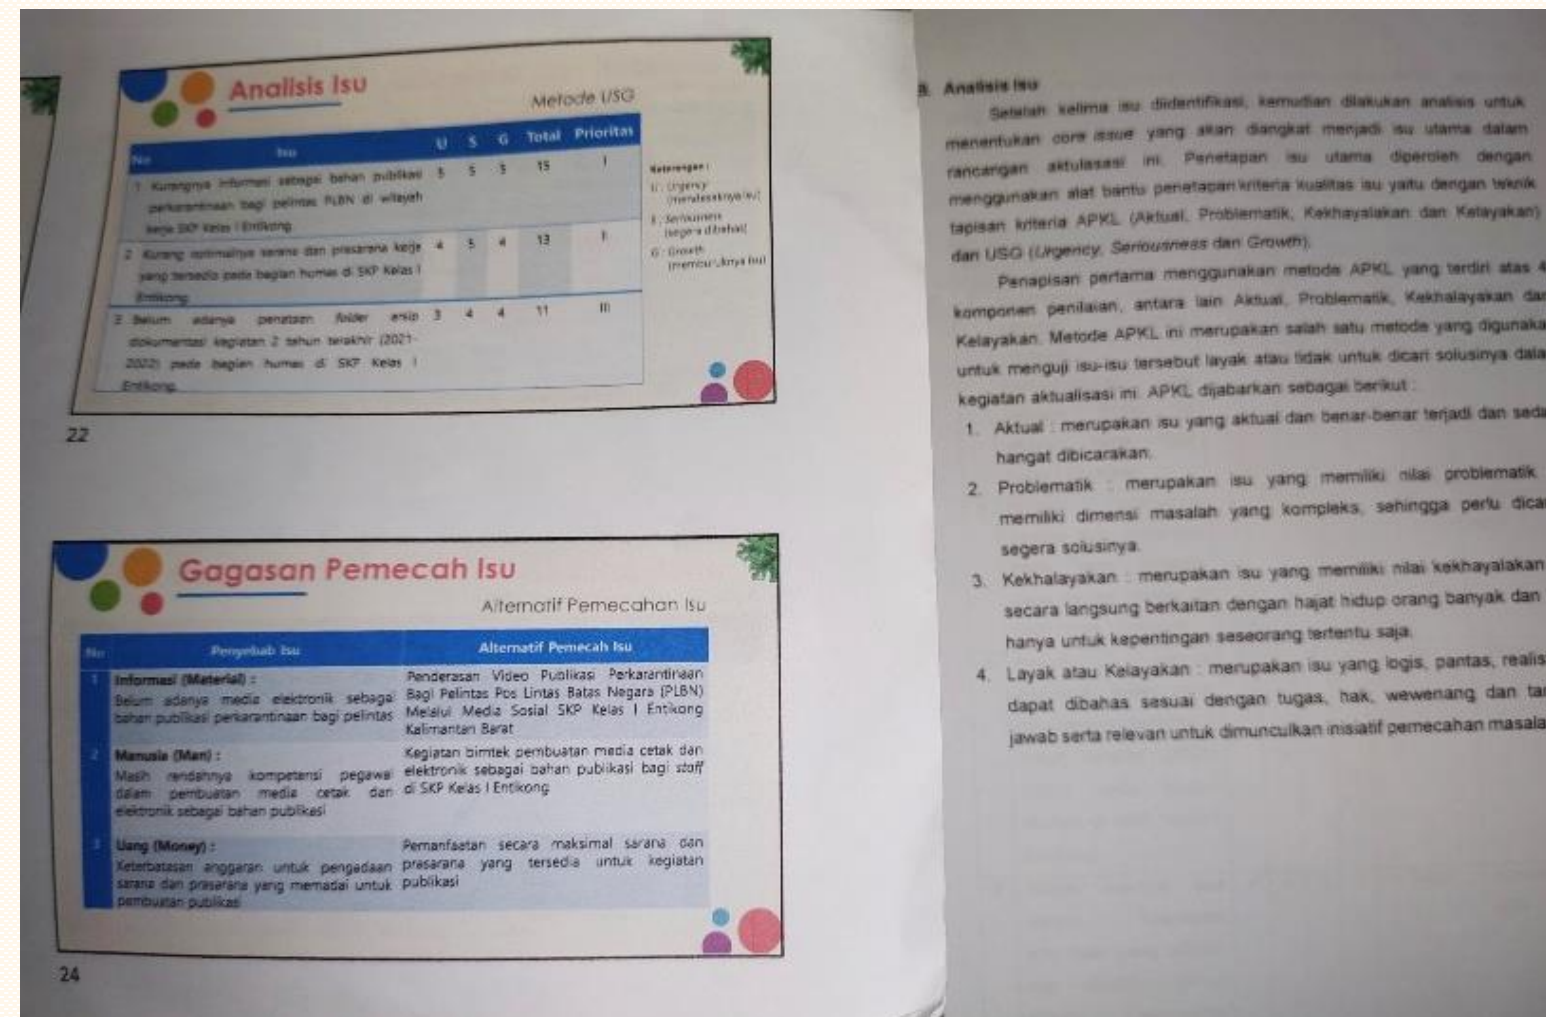 Analisis Isu
Metode USG
No Isu U S G Total Prioritas
1 Kurangnya informasi sebagai bahan publikasi 5 5 5 15 I
perkarantinaan bagi pelintas PLBN di wilayah
kerja SKP Kelas I Entikong
2 Kurang optimalnya sarana dan prasarana kerja 4 5 4 13 II
yang tersedia pada bagian humas di SKP Kelas I
Entikong
3 Belum adanya penataan folder arsip 3 4 4 11 III
dokumentasi kegiatan 2 tahun terakhir (2021-
2022) pada bagian humas di SKP Kelas I
Entikong
Keterangan :
U : Urgency
(mendesaknya isu)
S : Seriousness
(segera dibahas)
G : Growth
(memburuknya isu)
22
Gagasan Pemecah Isu
Alternatif Pemecahan Isu
No Penyebab Isu Alternatif Pemecah Isu
1 Informasi (Material) :
Belum adanya media elektronik sebagai
bahan publikasi perkarantinaan bagi pelintas
Penderasan Video Publikasi Perkarantinaan
Bagi Pelintas Pos Lintas Batas Negara (PLBN)
Melalui Media Sosial SKP Kelas I Entikong
Kalimantan Barat
2 Manusia (Man) :
Masih rendahnya kompetensi pegawai
dalam pembuatan media cetak dan
elektronik sebagai bahan publikasi
Kegiatan bimtek pembuatan media cetak dan
elektronik sebagai bahan publikasi bagi staff
di SKP Kelas I Entikong
3 Uang (Money) :
Keterbatasan anggaran untuk pengadaan
sarana dan prasarana yang memadai untuk
pembuatan publikasi
Pemanfaatan secara maksimal sarana dan
prasarana yang tersedia untuk kegiatan
publikasi
24
B. Analisis Isu
Setelah kelima isu diidentifikasi, kemudian dilakukan analisis untuk
menentukan core issue yang akan diangkat menjadi isu utama dalam
rancangan aktulasasi ini. Penetapan isu utama diperoleh dengan
menggunakan alat bantu penetapan kriteria kualitas isu yaitu dengan teknik
tapisan kriteria APKL (Aktual, Problematik, Kekhayalakan dan Kelayakan)
dan USG (Urgency, Seriousness dan Growth).
Penapisan pertama menggunakan metode APKL yang terdiri atas 4
komponen penilaian, antara lain Aktual, Problematik, Kekhalayakan dan
Kelayakan. Metode APKL ini merupakan salah satu metode yang digunaka
untuk menguji isu-isu tersebut layak atau tidak untuk dicari solusinya dala
kegiatan aktualisasi ini. APKL dijabarkan sebagai berikut :
1. Aktual : merupakan isu yang aktual dan benar-benar terjadi dan seda
hangat dibicarakan;
2. Problematik : merupakan isu yang memiliki nilai problematik
memiliki dimensi masalah yang kompleks, sehingga perlu dica
segera solusinya.
3. Kekhalayakan : merupakan isu yang memiliki nilai kekhayalakan
secara langsung berkaitan dengan hajat hidup orang banyak dan
hanya untuk kepentingan seseorang tertentu saja.
4. Layak atau Kelayakan : merupakan isu yang logis, pantas, realis
dapat dibahas sesuai dengan tugas, hak, wewenang dan tan
jawab serta relevan untuk dimunculkan inisiatif pemecahan masala